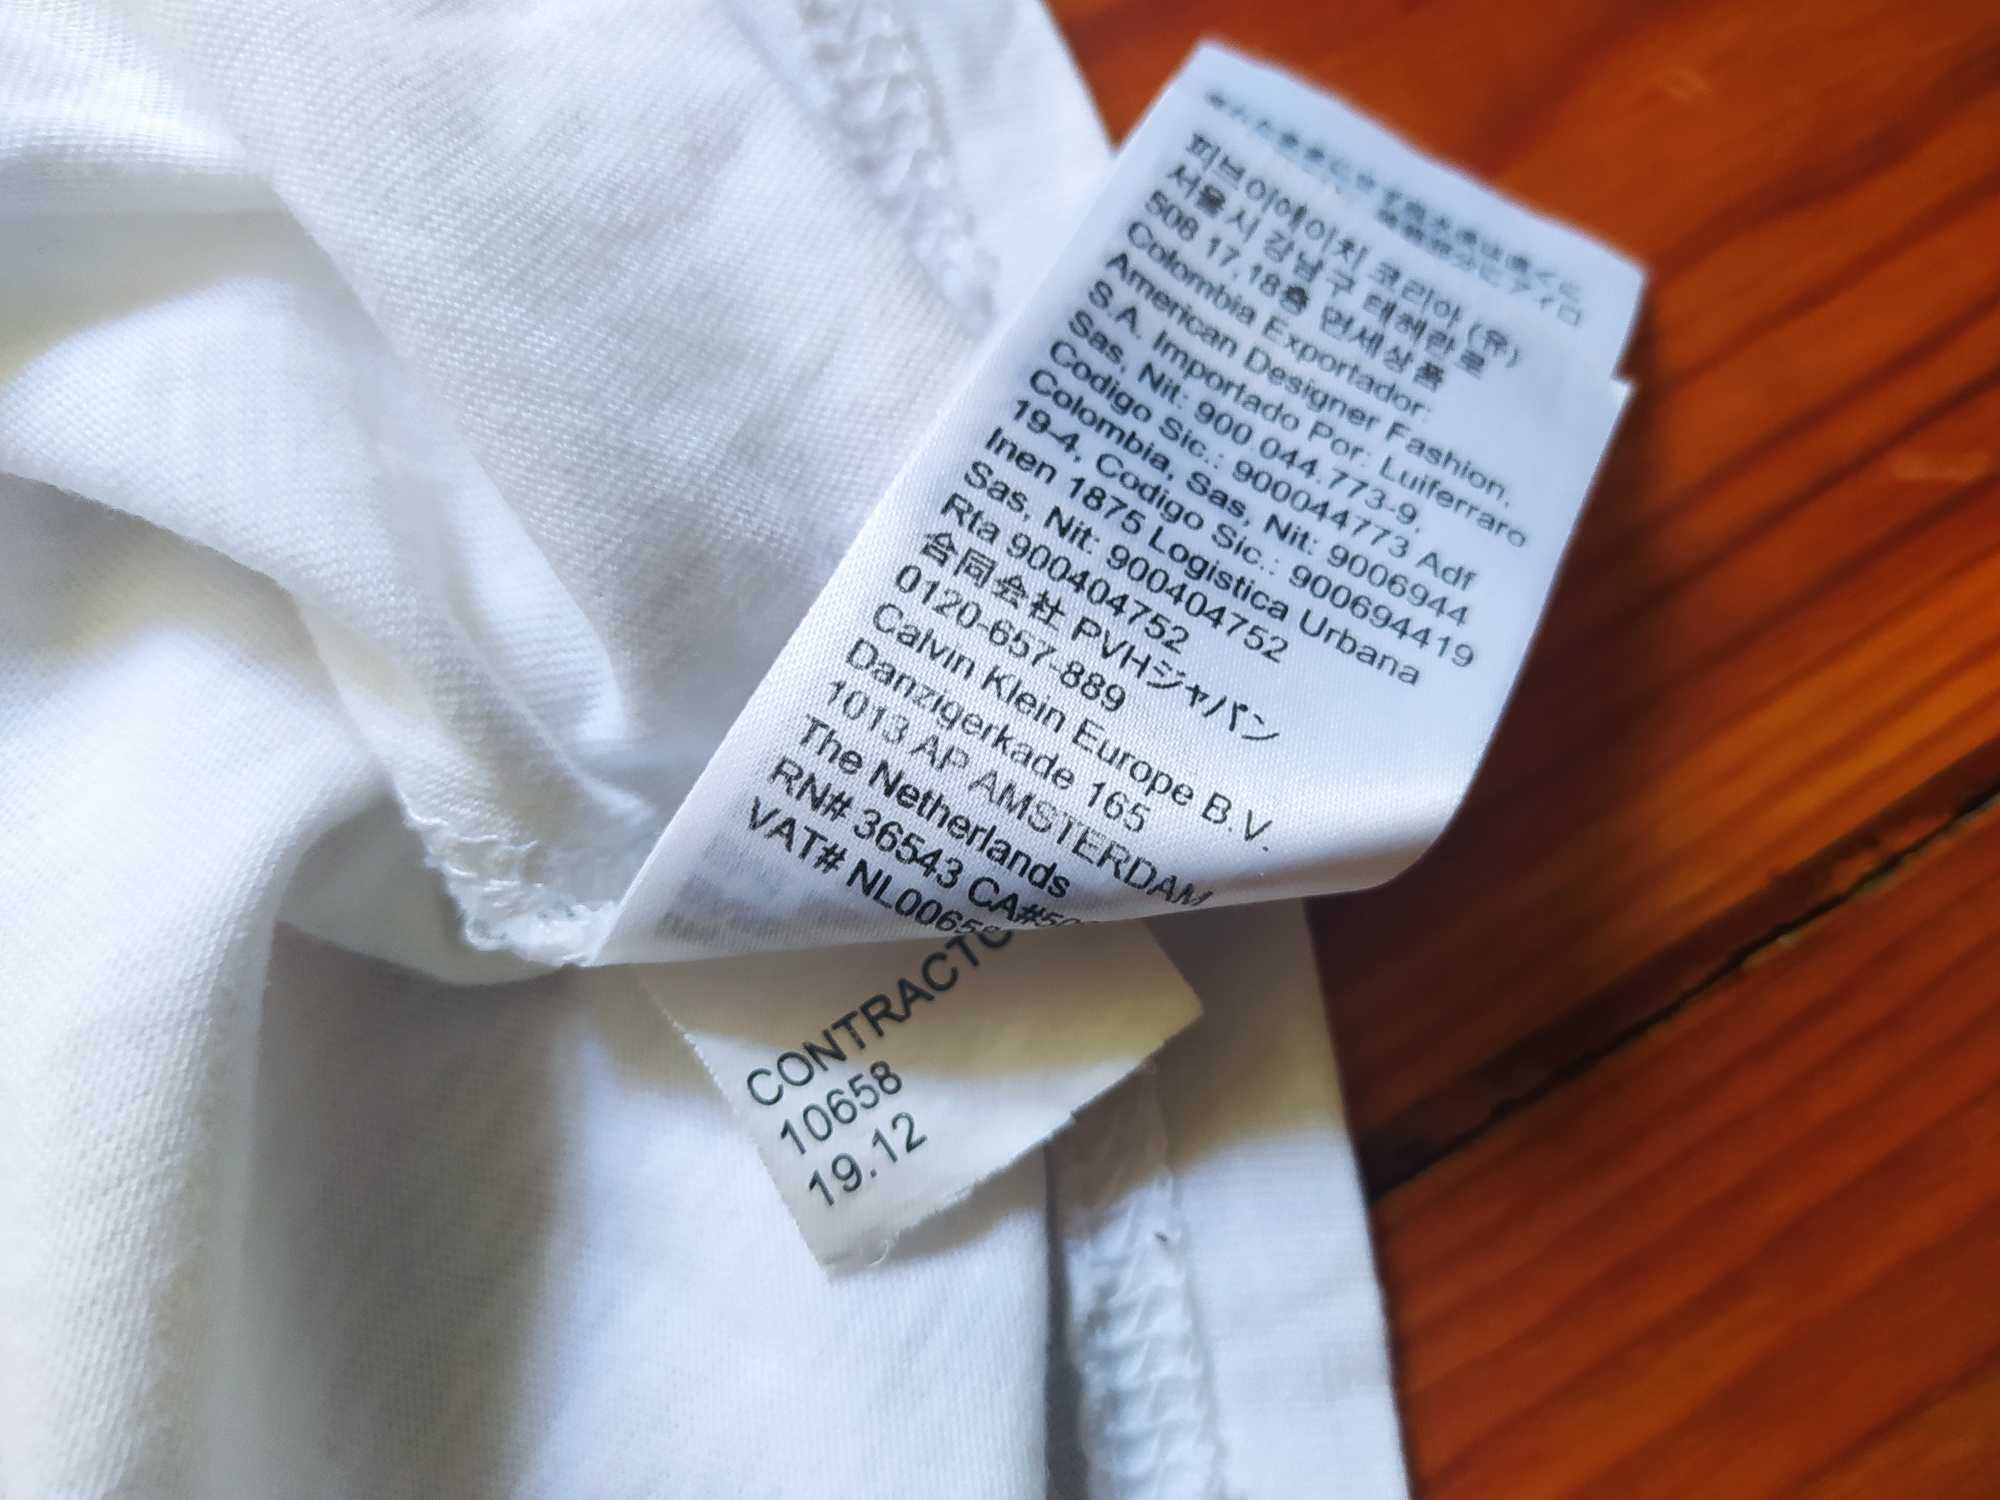 피브이에이치 코리아 (유)
서울시 강남구 테헤란로
508 17,18층 면세상품
Colombia Exportador:
American Designer Fashion,
S.A. Importado Por: Luiferraro
Sas, Nit: 900.044.773-9,
Codigo Sic.: 900044773 Adf
Colombia, Sas, Nit: 9006944
19-4, Codigo Sic.: 900694419
Inen 1875 Logistica Urbana
Sas, Nit: 900404752
Rta 900404752
合同会社 PVHジャパン
0120-657-889
Calvin Klein Europe B.V.
Danzigerkade 165
1013 AP AMSTERDAM
The Netherlands
RN# 36543 CA#50
VAT# NL0065
CONTRACTO
10658
19.12